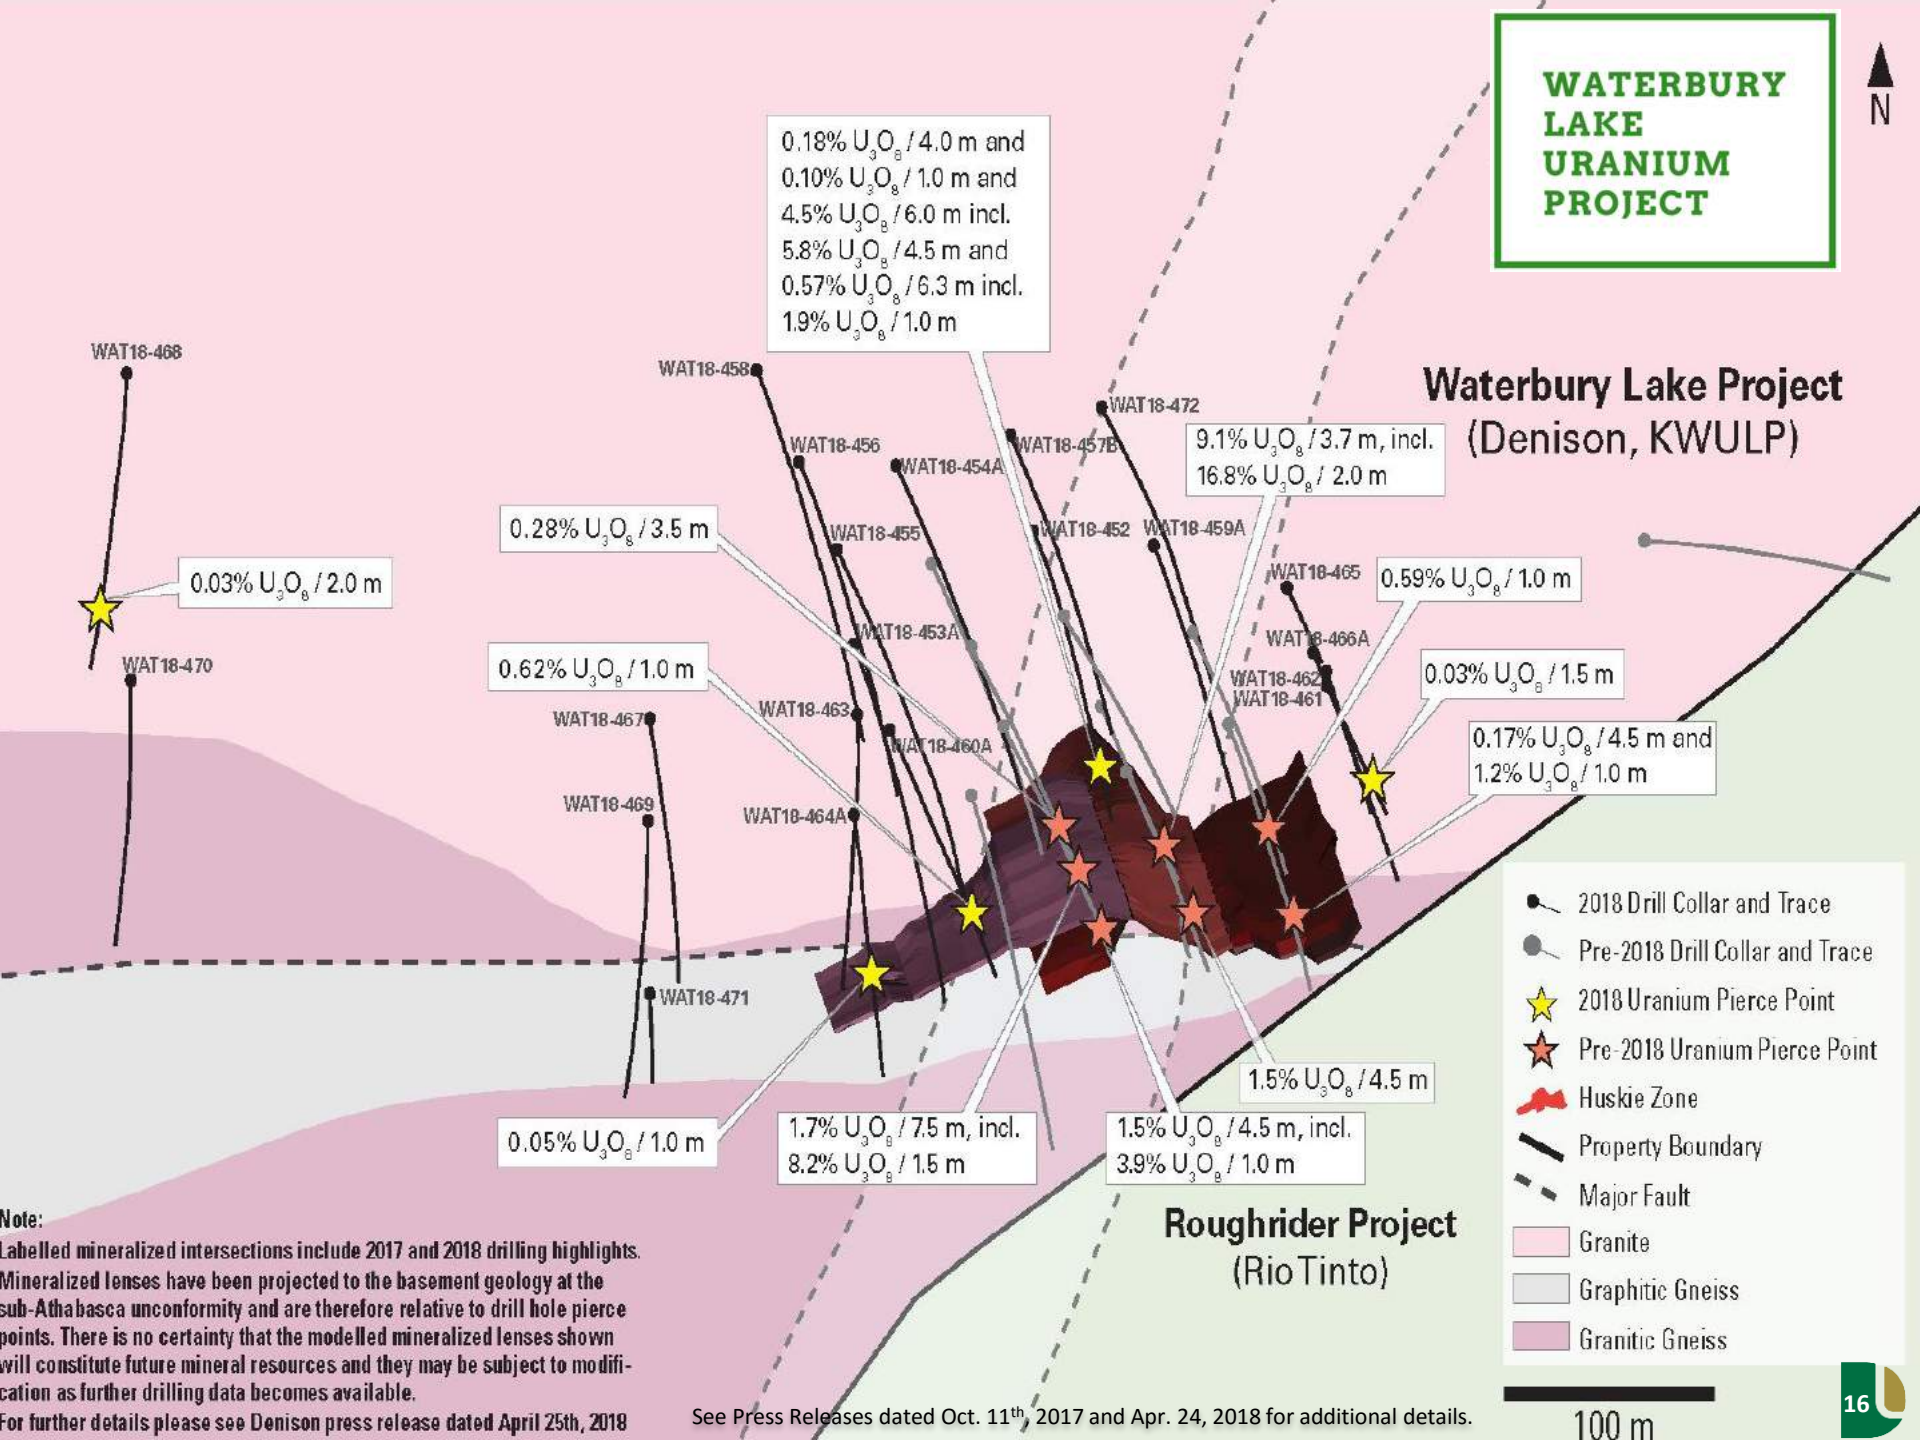 WATERBURY
LAKE
URANIUM
PROJECT
N
0.18% U3O8 / 4.0 m and
0.10% U3O8 / 1.0 m and
4.5% U3O8 / 6.0 m incl.
5.8% U3O8 / 4.5 m and
0.57% U3O8 / 6.3 m incl.
1.9% U3O8 / 1.0 m
WAT18-468
WAT18-458
Waterbury Lake Project
(Denison, KWULP)
WAT18-472
WAT18-456
WAT18-454A
WAT18-457B
9.1% U3O8 / 3.7 m, incl.
16.8% U3O8 / 2.0 m
0.28% U3O8 / 3.5 m
WAT18-455
WAT18-452
WAT18-459A
0.03% U3O8 / 2.0 m
WAT18-465
0.59% U3O8 / 1.0 m
WAT18-453A
WAT18-466A
WAT18-470
0.62% U3O8 / 1.0 m
WAT18-462
WAT18-461
0.03% U3O8 / 1.5 m
WAT18-467
WAT18-463
WAT18-460A
0.17% U3O8 / 4.5 m and
1.2% U3O8 / 1.0 m
WAT18-469
WAT18-464A
WAT18-471
2018 Drill Collar and Trace
Pre-2018 Drill Collar and Trace
2018 Uranium Pierce Point
Pre-2018 Uranium Pierce Point
Huskie Zone
Property Boundary
Major Fault
Granite
Graphitic Gneiss
Granitic Gneiss
1.5% U3O8 / 4.5 m
0.05% U3O8 / 1.0 m
1.7% U3O8 / 7.5 m, incl.
8.2% U3O8 / 1.5 m
1.5% U3O8 / 4.5 m, incl.
3.9% U3O8 / 1.0 m
Roughrider Project
(Rio Tinto)
Note:
Labelled mineralized intersections include 2017 and 2018 drilling highlights.
Mineralized lenses have been projected to the basement geology at the
sub-Athabasca unconformity and are therefore relative to drill hole pierce
points. There is no certainty that the modelled mineralized lenses shown
will constitute future mineral resources and they may be subject to modifi-
cation as further drilling data becomes available.
For further details please see Denison press release dated April 25th, 2018
See Press Releases dated Oct. 11th, 2017 and Apr. 24, 2018 for additional details.
100 m
16